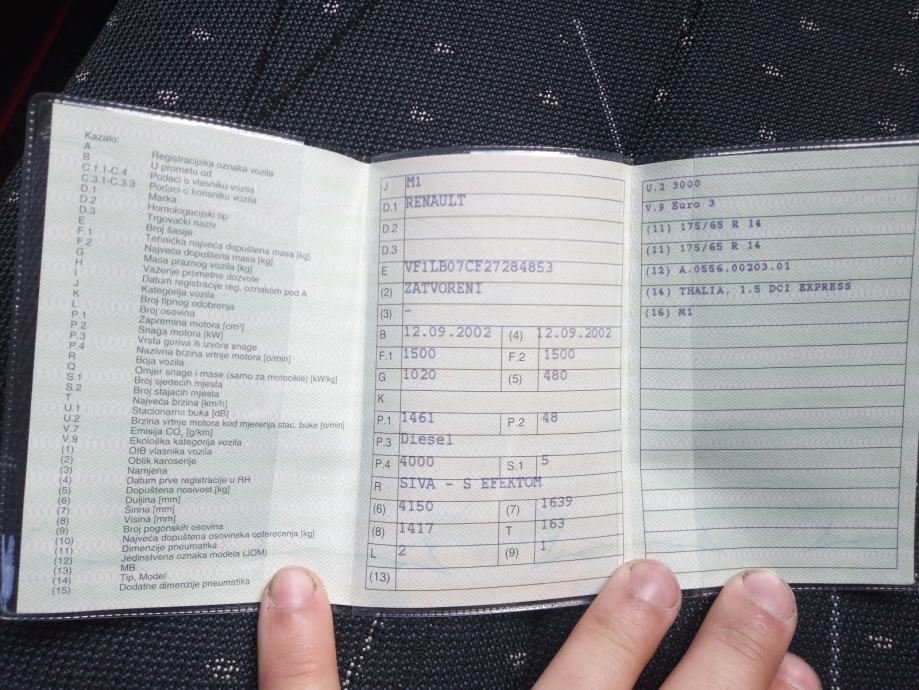 Kazalo:
A Registracijska oznaka vozila
B U prometu od
C.1.1-C.4 Podaci o vlasniku vozila
C.3.1-C.3.3 Podaci o korisniku vozila
D.1 Marka
D.2 Homologacijski tip
D.3 Trgovački naziv
E Broj šasije
F.1 Tehnička najveća dopuštena masa [kg]
F.2 Najveća dopuštena masa [kg]
G Masa praznog vozila [kg]
H Važenje prometne dozvole
I Datum registracije reg. oznakom pod A
J Kategorija vozila
K Broj tipnog odobrenja
L Broj osovina
P.1 Zapremina motora [cm³]
P.2 Snaga motora [kW]
P.3 Vrsta goriva ili izvora snage
P.4 Nazivna brzina vrtnje motora [o/min]
R Boja vozila
Q Omjer snage i mase (samo za motocikle) [kW/kg]
S.1 Broj sjedećih mjesta
S.2 Broj stajaćih mjesta
T Najveća brzina [km/h]
U.1 Stacionarna buka [dB]
U.2 Brzina vrtnje motora kod mjerenja stac. buke [o/min]
V.7 Emisija CO₂ [g/km]
V.9 Ekološka kategorija vozila
(1) OIB vlasnika vozila
(2) Oblik karoserije
(3) Namjena
(4) Datum prve registracije u RH
(5) Dopuštena nosivost [kg]
(6) Duljina [mm]
(7) Širina [mm]
(8) Visina [mm]
(9) Broj pogonskih osovina
(10) Najveća dopuštena osovinska opterećenja [kg]
(11) Dimenzije pneumatika
(12) Jedinstvena oznaka modela (JOM)
(13) MB
(14) Tip, Model
(15) Dodatne dimenzije pneumatika
J M1
D.1 RENAULT
D.2
D.3
E VF1LB07CF27284853
(2) ZATVORENI
(3) -
B 12.09.2002 (4) 12.09.2002
F.1 1500 F.2 1500
G 1020 (5) 480
K
P.1 1461 P.2 48
P.3 Diesel
P.4 4000 S.1 5
R SIVA - S EFEKTOM
(6) 4150 (7) 1639
(8) 1417 T 163
L 2 (9) 1
(13)
U.2 3000
V.9 Euro 3
(11) 175/65 R 14
(11) 175/65 R 14
(12) A.0556.00203.01
(14) THALIA, 1.5 DCI EXPRESS
(16) M1